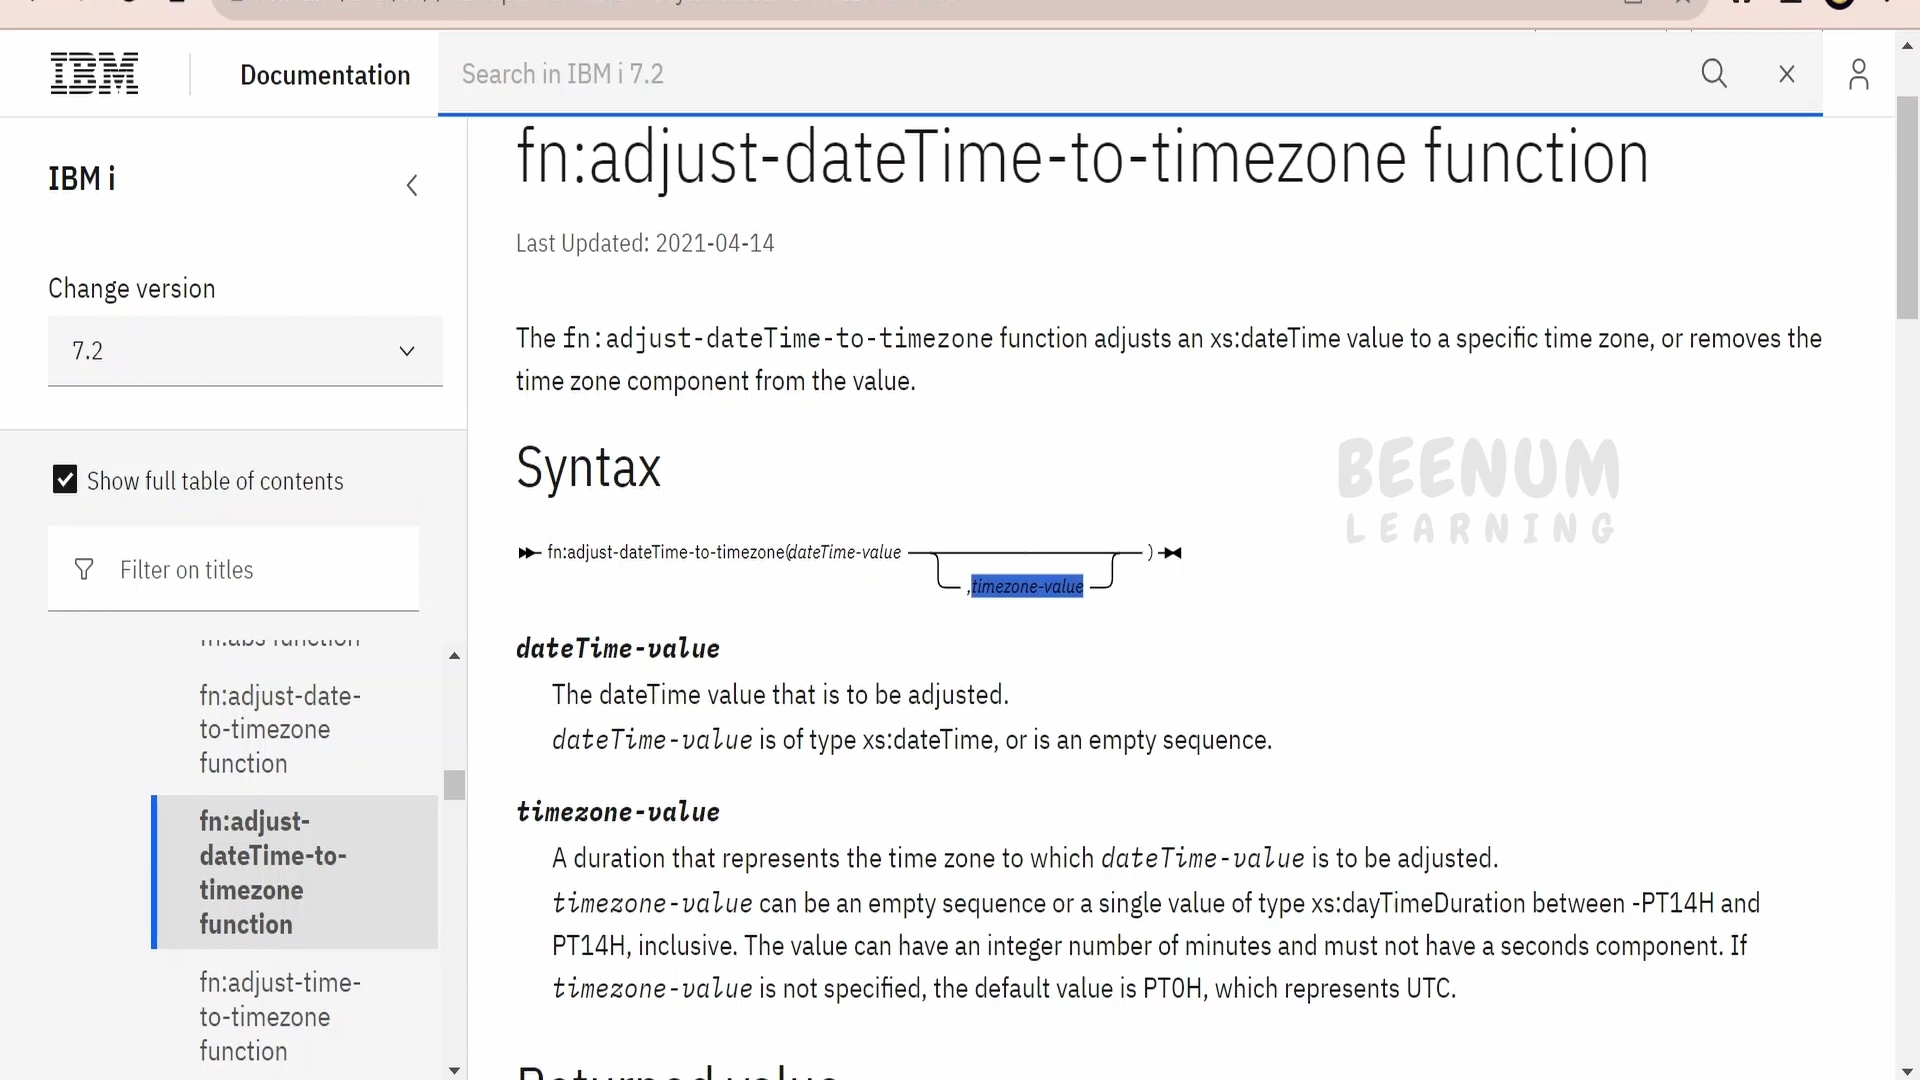 IBM
Documentation
Search in IBM i 7.2
IBM i
Change version
7.2
Show full table of contents
Filter on titles
fn:abs function
fn:adjust-date-
to-timezone
function
fn:adjust-
dateTime-to-
timezone
function
fn:adjust-time-
to-timezone
function
fn:adjust-dateTime-to-timezone function
Last Updated: 2021-04-14
The fn:adjust-dateTime-to-timezone function adjusts an xs:dateTime value to a specific time zone, or removes the
time zone component from the value.
Syntax
BEENUM
LEARNING
fn:adjust-dateTime-to-timezone(dateTime-value )
,timezone-value
dateTime-value
The dateTime value that is to be adjusted.
dateTime-value is of type xs:dateTime, or is an empty sequence.
timezone-value
A duration that represents the time zone to which dateTime-value is to be adjusted.
timezone-value can be an empty sequence or a single value of type xs:dayTimeDuration between -PT14H and
PT14H, inclusive. The value can have an integer number of minutes and must not have a seconds component. If
timezone-value is not specified, the default value is PT0H, which represents UTC.
Returned value